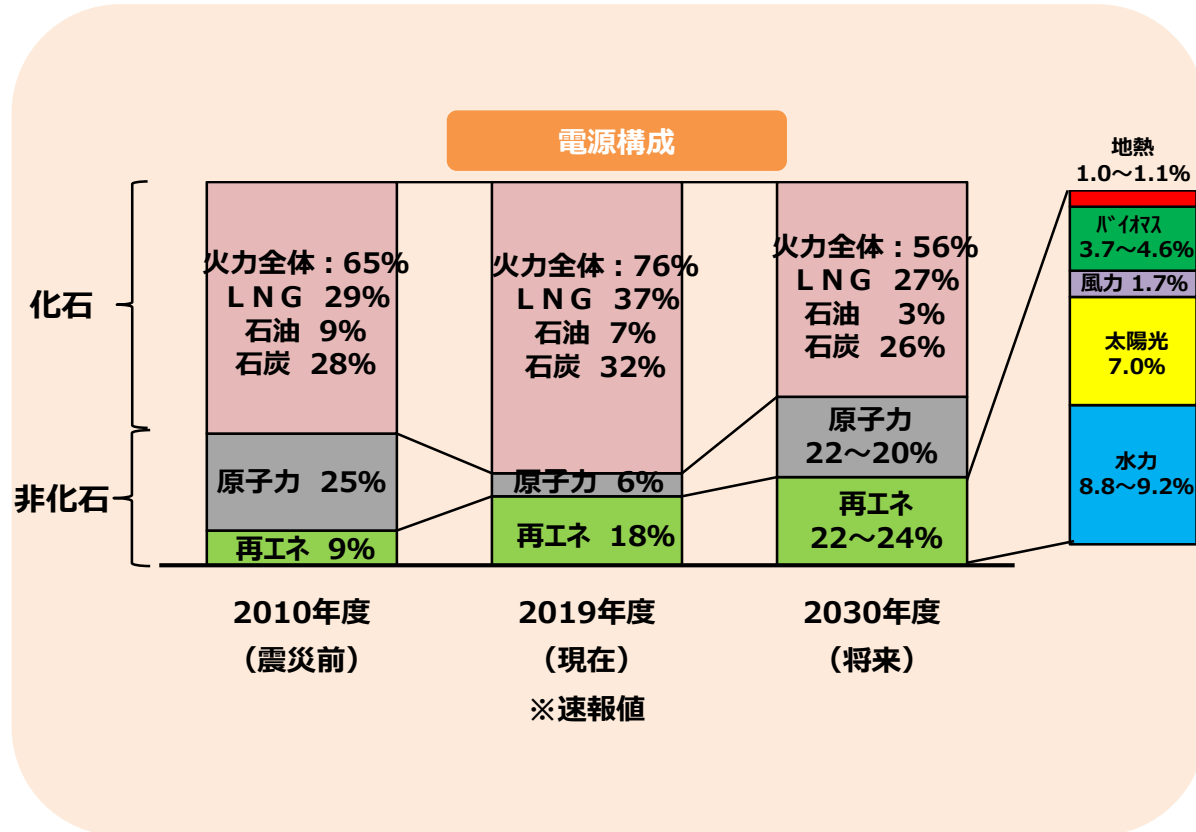 電源構成
化石
非化石
火力全体：65%
ＬＮＧ 29%
石油 9%
石炭 28%
原子力 25%
再エネ 9%
2010年度
（震災前）
火力全体：76%
ＬＮＧ 37%
石油 7%
石炭 32%
原子力 6%
再エネ 18%
2019年度
（現在）
※速報値
火力全体：56%
ＬＮＧ 27%
石油 3%
石炭 26%
原子力
22～20%
再エネ
22～24%
2030年度
（将来）
地熱
1.0～1.1%
ﾊﾞｲｵﾏｽ
3.7～4.6%
風力 1.7%
太陽光
7.0%
水力
8.8～9.2%